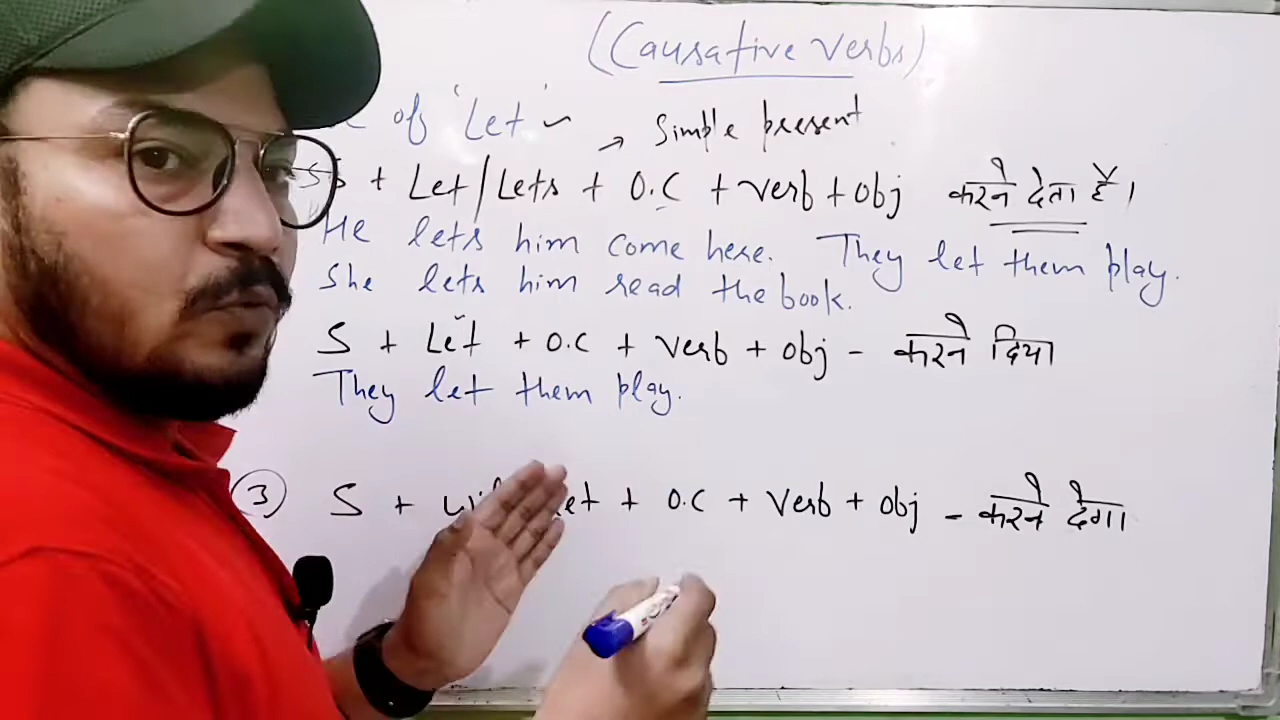 (Causative Verbs)
of 'Let' ~ → Simple present
+ Let/Lets + O.C + verb + obj करने देता है।
He lets him come here. They let them play.
She lets him read the book.
S + Let + O.C + verb + obj - करने दिया
They let them play.
3 S + + O.C + Verb + obj - करने देगा